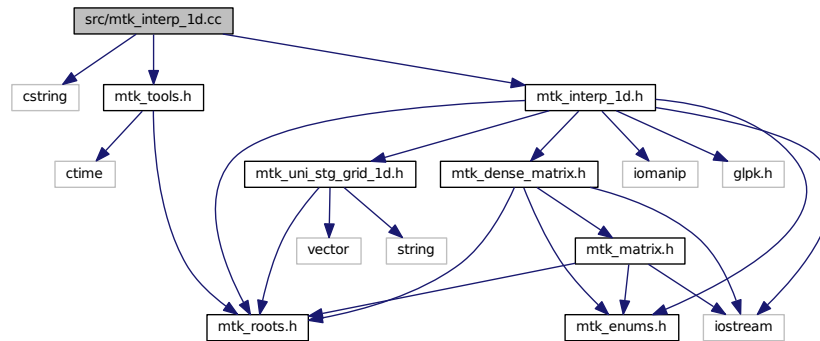 src/mtk_interp_1d.cc
cstring
mtk_tools.h
mtk_interp_1d.h
ctime
mtk_uni_stg_grid_1d.h
mtk_dense_matrix.h
iomanip
glpk.h
vector
string
mtk_matrix.h
mtk_roots.h
mtk_enums.h
iostream